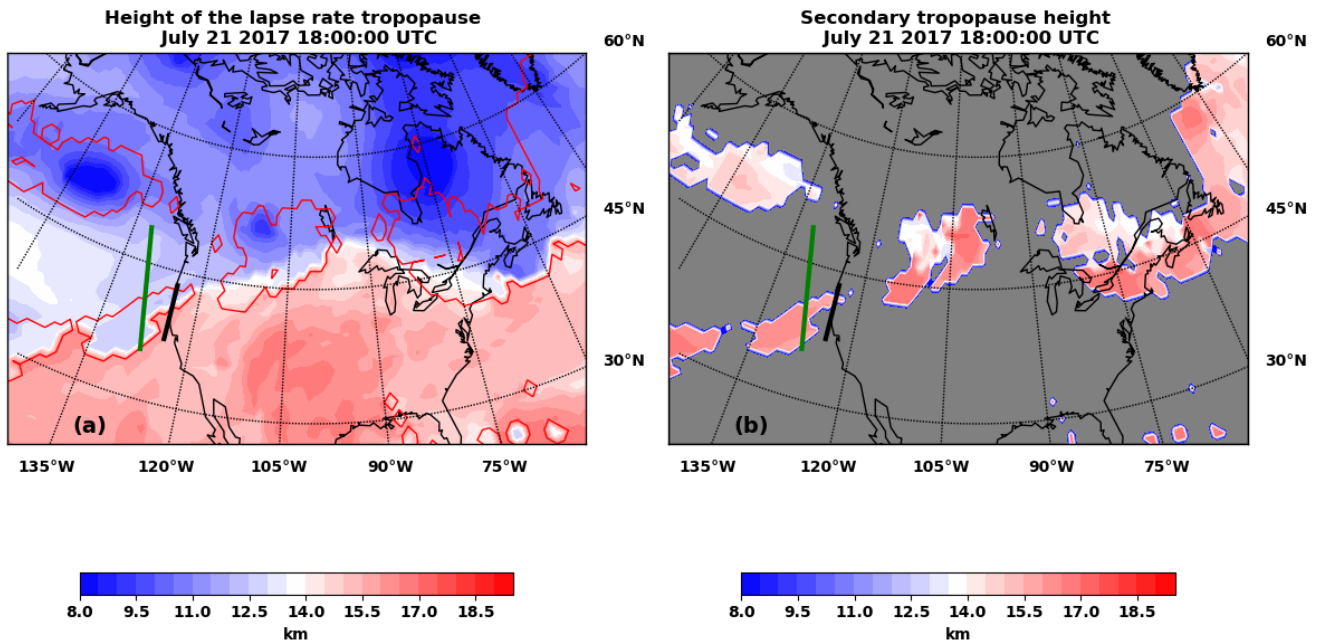 Height of the lapse rate tropopause
July 21 2017 18:00:00 UTC
60°N
45°N
30°N
(a)
135°W 120°W 105°W 90°W 75°W
8.0 9.5 11.0 12.5 14.0 15.5 17.0 18.5
km
Secondary tropopause height
July 21 2017 18:00:00 UTC
60°N
45°N
30°N
(b)
135°W 120°W 105°W 90°W 75°W
8.0 9.5 11.0 12.5 14.0 15.5 17.0 18.5
km